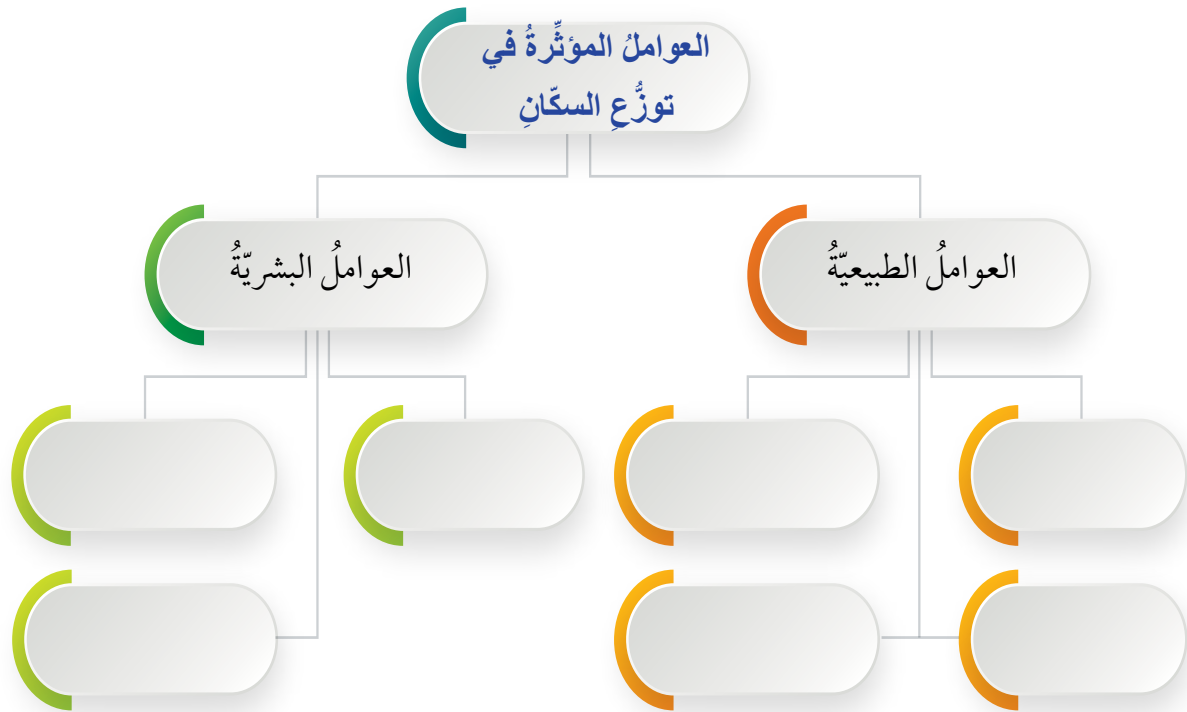 العواملُ المؤثِّرةُ في
توزُّعِ السكّانِ
العواملُ الطبيعيّةُ
العواملُ البشريّةُ